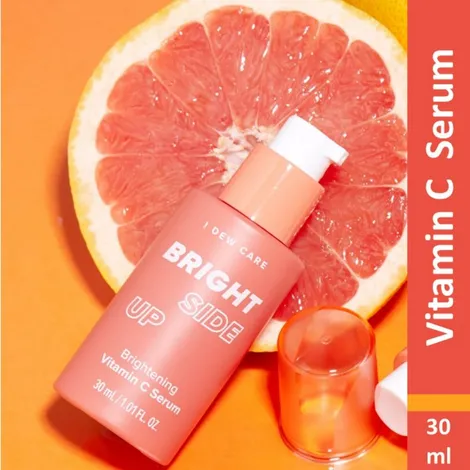 I DEW CARE
BRIGHT
UP SIDE
Brightening
Vitamin C Serum
30 ml / 1.01 FL. OZ.
Vitamin C Serum
30
ml